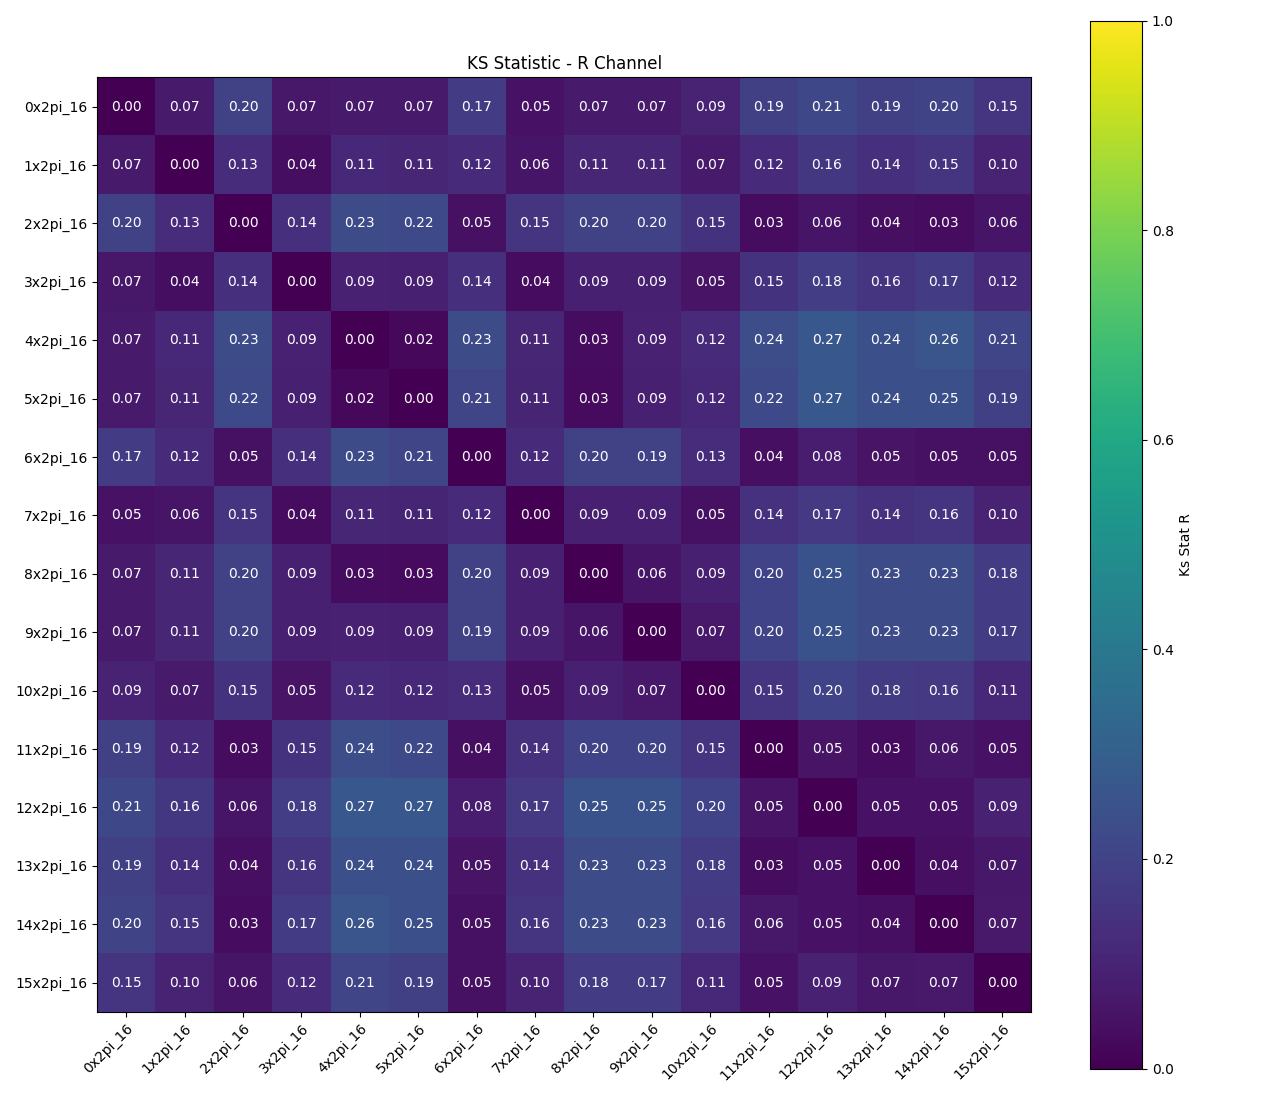 KS Statistic - R Channel
0x2pi_16 0.00 0.07 0.20 0.07 0.07 0.07 0.17 0.05 0.07 0.07 0.09 0.19 0.21 0.19 0.20 0.15
1x2pi_16 0.07 0.00 0.13 0.04 0.11 0.11 0.12 0.06 0.11 0.11 0.07 0.12 0.16 0.14 0.15 0.10
2x2pi_16 0.20 0.13 0.00 0.14 0.23 0.22 0.05 0.15 0.20 0.20 0.15 0.03 0.06 0.04 0.03 0.06
3x2pi_16 0.07 0.04 0.14 0.00 0.09 0.09 0.14 0.04 0.09 0.09 0.05 0.15 0.18 0.16 0.17 0.12
4x2pi_16 0.07 0.11 0.23 0.09 0.00 0.02 0.23 0.11 0.03 0.09 0.12 0.24 0.27 0.24 0.26 0.21
5x2pi_16 0.07 0.11 0.22 0.09 0.02 0.00 0.21 0.11 0.03 0.09 0.12 0.22 0.27 0.24 0.25 0.19
6x2pi_16 0.17 0.12 0.05 0.14 0.23 0.21 0.00 0.12 0.20 0.19 0.13 0.04 0.08 0.05 0.05 0.05
7x2pi_16 0.05 0.06 0.15 0.04 0.11 0.11 0.12 0.00 0.09 0.09 0.05 0.14 0.17 0.14 0.16 0.10
8x2pi_16 0.07 0.11 0.20 0.09 0.03 0.03 0.20 0.09 0.00 0.06 0.09 0.20 0.25 0.23 0.23 0.18
9x2pi_16 0.07 0.11 0.20 0.09 0.09 0.09 0.19 0.09 0.06 0.00 0.07 0.20 0.25 0.23 0.23 0.17
10x2pi_16 0.09 0.07 0.15 0.05 0.12 0.12 0.13 0.05 0.09 0.07 0.00 0.15 0.20 0.18 0.16 0.11
11x2pi_16 0.19 0.12 0.03 0.15 0.24 0.22 0.04 0.14 0.20 0.20 0.15 0.00 0.05 0.03 0.06 0.05
12x2pi_16 0.21 0.16 0.06 0.18 0.27 0.27 0.08 0.17 0.25 0.25 0.20 0.05 0.00 0.05 0.05 0.09
13x2pi_16 0.19 0.14 0.04 0.16 0.24 0.24 0.05 0.14 0.23 0.23 0.18 0.03 0.05 0.00 0.04 0.07
14x2pi_16 0.20 0.15 0.03 0.17 0.26 0.25 0.05 0.16 0.23 0.23 0.16 0.06 0.05 0.04 0.00 0.07
15x2pi_16 0.15 0.10 0.06 0.12 0.21 0.19 0.05 0.10 0.18 0.17 0.11 0.05 0.09 0.07 0.07 0.00
0x2pi_16 1x2pi_16 2x2pi_16 3x2pi_16 4x2pi_16 5x2pi_16 6x2pi_16 7x2pi_16 8x2pi_16 9x2pi_16 10x2pi_16 11x2pi_16 12x2pi_16 13x2pi_16 14x2pi_16 15x2pi_16
1.0
0.8
0.6
0.4
0.2
0.0
Ks Stat R